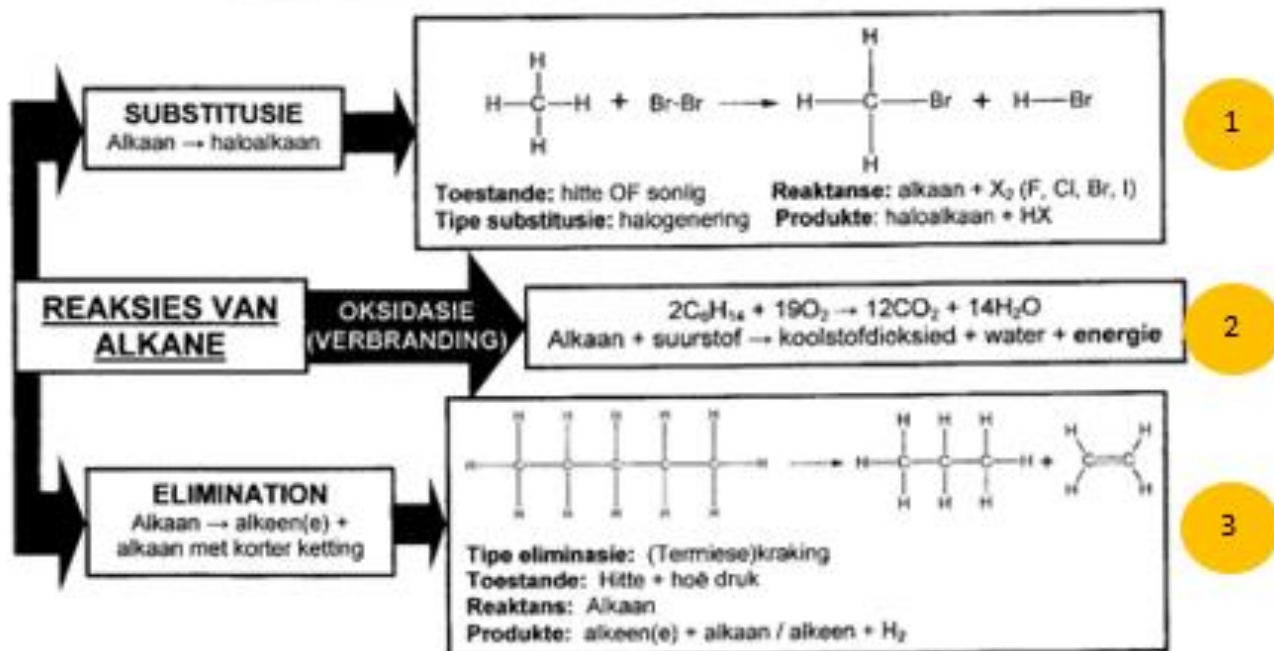 SUBSTITUSIE
Alkaan → haloalkaan
H
H—C—H + Br-Br → H—C—Br + H—Br
H
Toestande: hitte OF sonlig
Tipe substitusie: halogenering
Reaktanse: alkaan + X₂ (F, Cl, Br, I)
Produkte: haloalkaan + HX
1
REAKSIES VAN
ALKANE
OKSIDASIE
(VERBRANDING)
2C₆H₁₄ + 19O₂ → 12CO₂ + 14H₂O
Alkaan + suurstof → koolstofdioksied + water + energie
2
ELIMINATION
Alkaan → alkeen(e) +
alkaan met korter ketting
H H H H H
H—C—C—C—C—C—H → H—C—C—C—H + C=C
H H H H H
H H H
H H H
H H
H H
Tipe eliminasie: (Termiese)kraking
Toestande: Hitte + hoë druk
Reaktans: Alkaan
Produkte: alkeen(e) + alkaan / alkeen + H₂
3